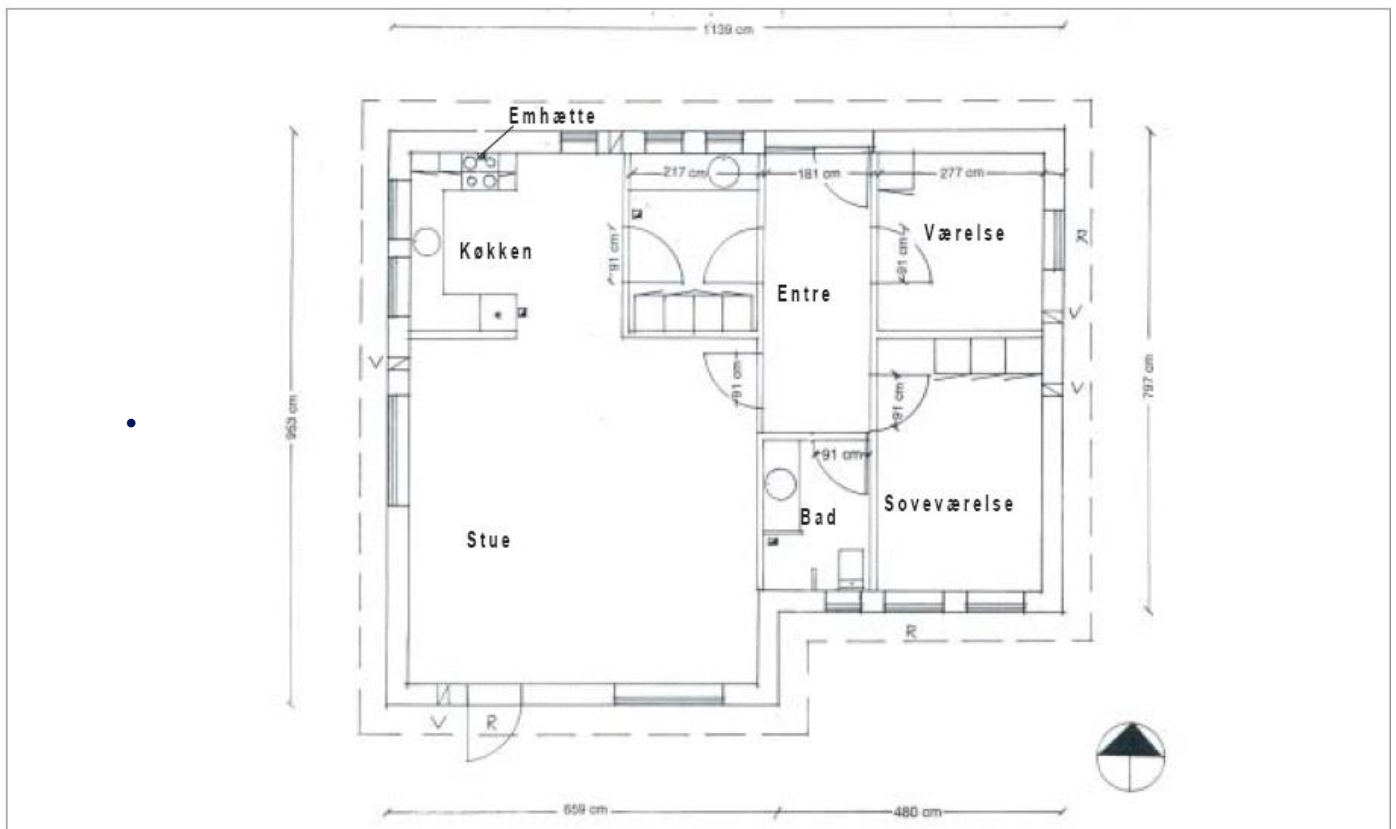 1139 cm
Emhætte
217 cm
181 cm
277 cm
Køkken
91 cm
91 cm
Værelse
R
Entre
V
V
91 cm
91 cm
V
953 cm
797 cm
91 cm
Bad
Soveværelse
Stue
R
V
R
659 cm
480 cm